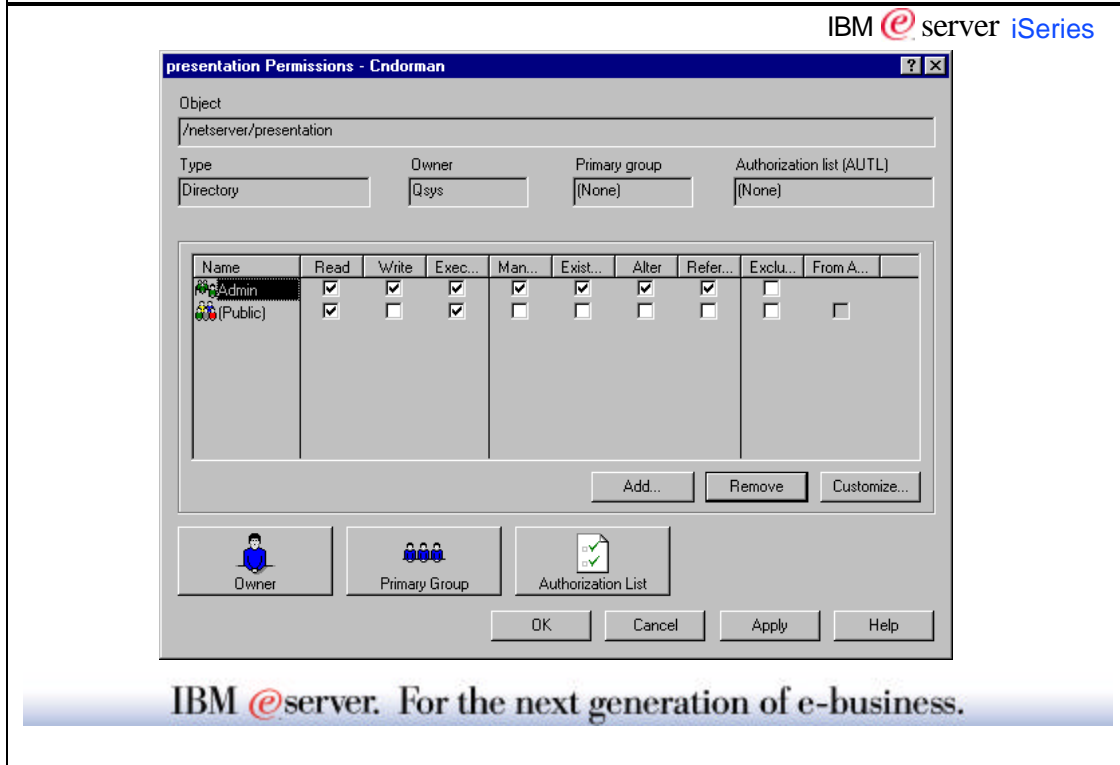 IBM e server iSeries
presentation Permissions - Cndorman
Object
/netserver/presentation
Type Owner Primary group Authorization list (AUTL)
Directory Qsys (None) (None)
Name Read Write Exec... Man... Exist... Alter Refer... Exclu... From A...
Admin
(Public)
Add... Remove Customize...
Owner Primary Group Authorization List
OK Cancel Apply Help
IBM eserver. For the next generation of e-business.